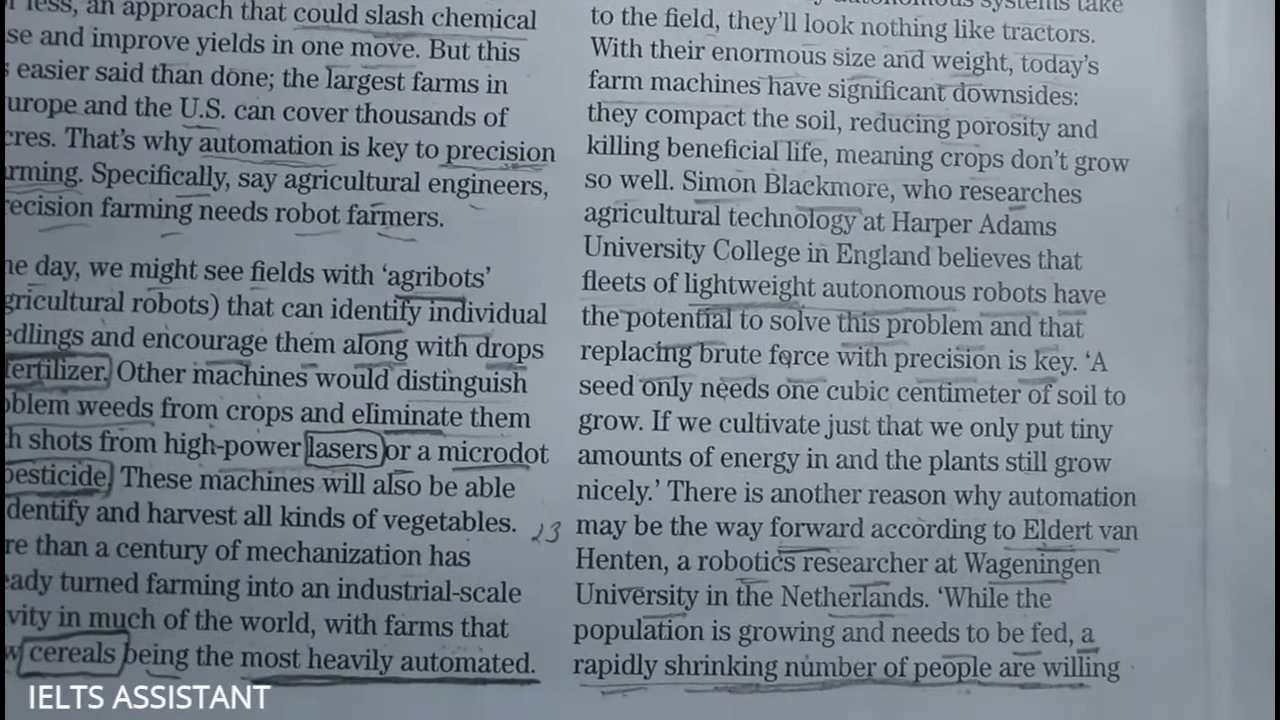 less, an approach that could slash chemical
se and improve yields in one move. But this
easier said than done; the largest farms in
urope and the U.S. can cover thousands of
cres. That's why automation is key to precision
rming. Specifically, say agricultural engineers,
recision farming needs robot farmers.
ne day, we might see fields with 'agribots'
gricultural robots) that can identify individual
edlings and encourage them along with drops
fertilizer. Other machines would distinguish
oblem weeds from crops and eliminate them
h shots from high-power lasers or a microdot
pesticide. These machines will also be able
dentify and harvest all kinds of vegetables.
re than a century of mechanization has
eady turned farming into an industrial-scale
vity in much of the world, with farms that
w cereals being the most heavily automated.
systems take
to the field, they'll look nothing like tractors.
With their enormous size and weight, today's
farm machines have significant downsides:
they compact the soil, reducing porosity and
killing beneficial life, meaning crops don't grow
so well. Simon Blackmore, who researches
agricultural technology at Harper Adams
University College in England believes that
fleets of lightweight autonomous robots have
the potential to solve this problem and that
replacing brute force with precision is key. 'A
seed only needs one cubic centimeter of soil to
grow. If we cultivate just that we only put tiny
amounts of energy in and the plants still grow
nicely.' There is another reason why automation
23 may be the way forward according to Eldert van
Henten, a robotics researcher at Wageningen
University in the Netherlands. 'While the
population is growing and needs to be fed, a
rapidly shrinking number of people are willing
IELTS ASSISTANT